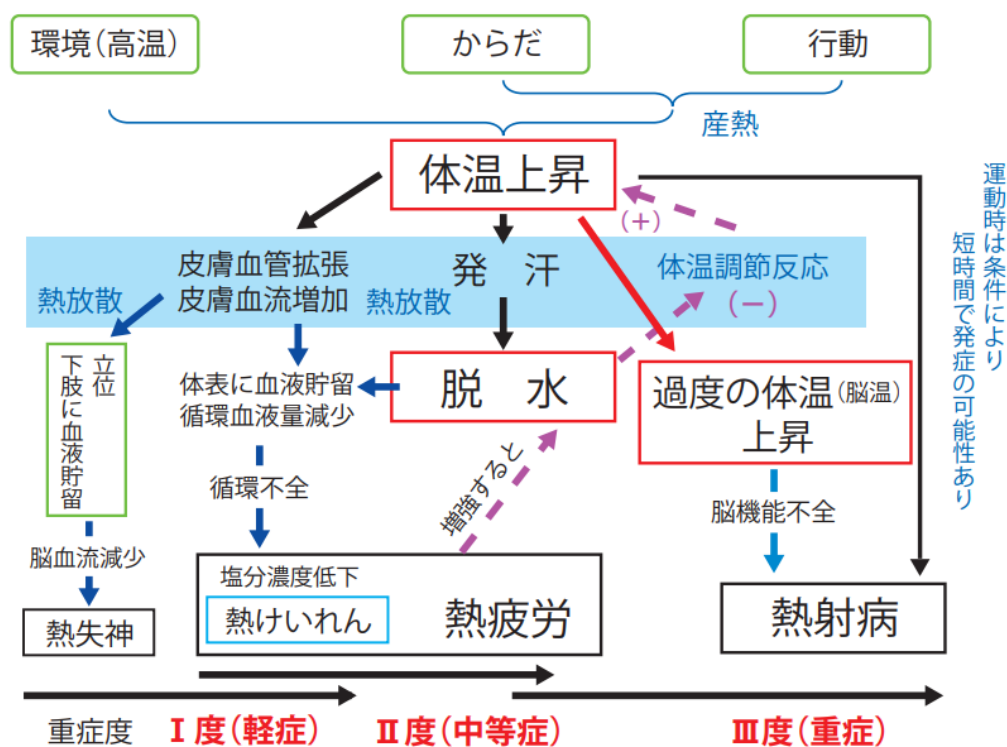 環境(高温)
からだ
行動
産熱
体温上昇
(+)
運動時は条件により
短時間で発症の可能性あり
皮膚血管拡張
皮膚血流増加
熱放散
熱放散
発 汗
体温調節反応
(-)
立位
下肢に血液貯留
体表に血液貯留
循環血液量減少
脱 水
過度の体温(脳温)
上昇
循環不全
増強すると
脳機能不全
脳血流減少
塩分濃度低下
熱けいれん
熱疲労
熱失神
熱射病
重症度
Ⅰ度(軽症)
Ⅱ度(中等症)
Ⅲ度(重症)